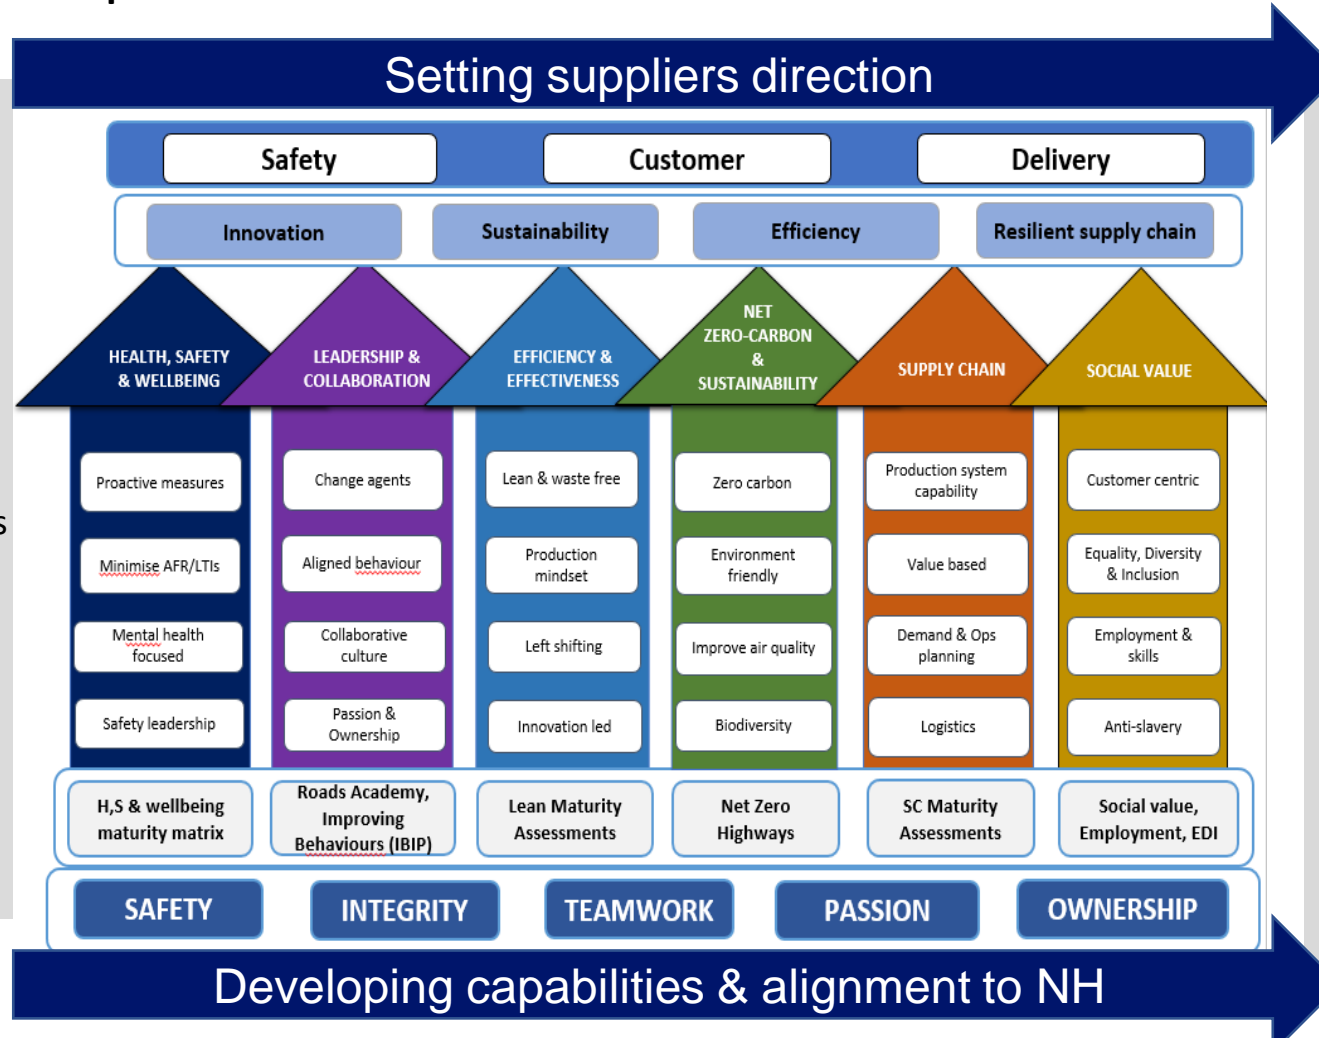 Setting suppliers direction
Safety
Customer
Delivery
Innovation
Sustainability
Efficiency
Resilient supply chain
HEALTH, SAFETY
& WELLBEING
LEADERSHIP &
COLLABORATION
EFFICIENCY &
EFFECTIVENESS
NET
ZERO-CARBON
&
SUSTAINABILITY
SUPPLY CHAIN
SOCIAL VALUE
Proactive measures
Minimise AFR/LTIs
Mental health
focused
Safety leadership
Change agents
Aligned behaviour
Collaborative
culture
Passion &
Ownership
Lean & waste free
Production
mindset
Left shifting
Innovation led
Zero carbon
Environment
friendly
Improve air quality
Biodiversity
Production system
capability
Value based
Demand & Ops
planning
Logistics
Customer centric
Equality, Diversity
& Inclusion
Employment &
skills
Anti-slavery
H,S & wellbeing
maturity matrix
Roads Academy,
Improving
Behaviours (IBIP)
Lean Maturity
Assessments
Net Zero
Highways
SC Maturity
Assessments
Social value,
Employment, EDI
SAFETY
INTEGRITY
TEAMWORK
PASSION
OWNERSHIP
Developing capabilities & alignment to NH